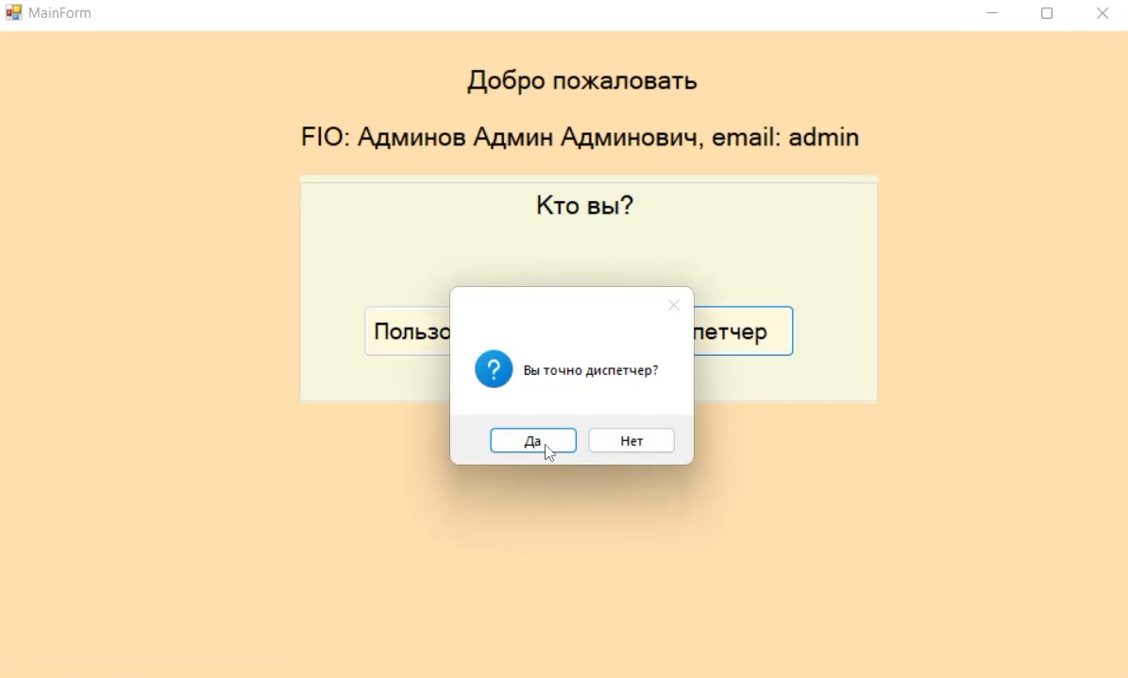 MainForm
Добро пожаловать
FIO: Админов Админ Админович, email: admin
Кто вы?
Пользо
петчер
Вы точно диспетчер?
Да
Нет